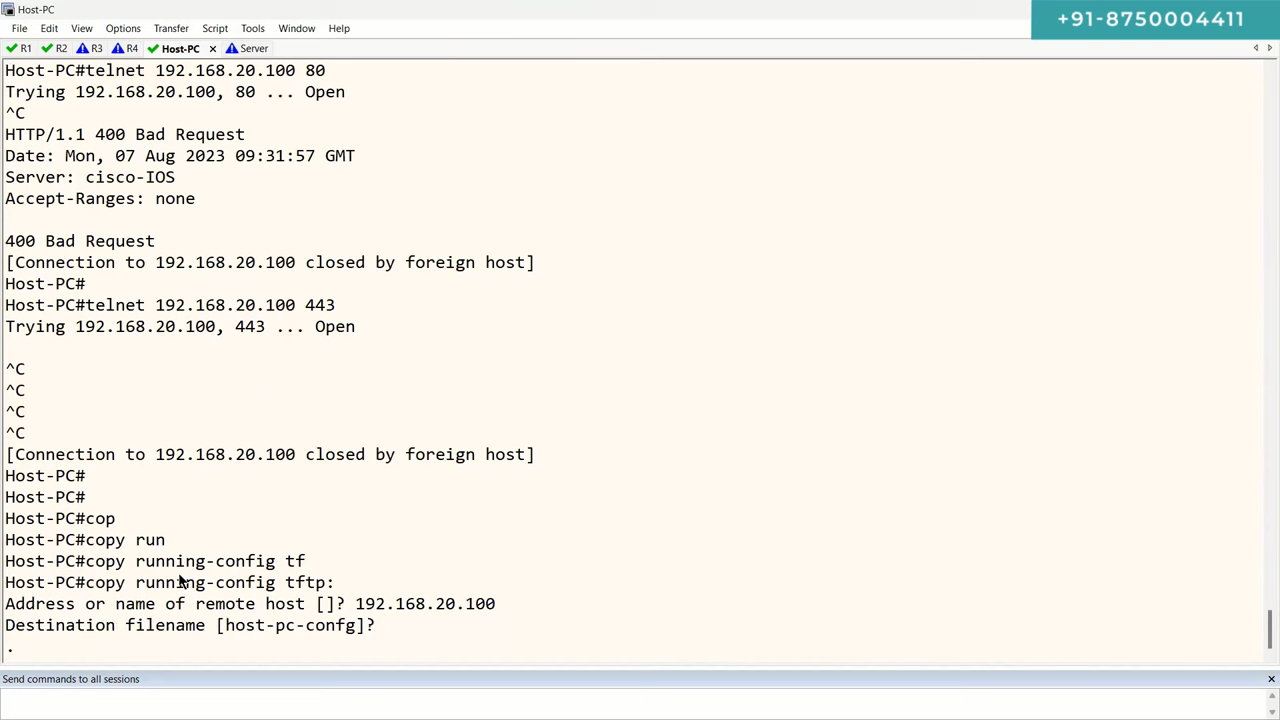 Host-PC
+91-8750004411
File Edit View Options Transfer Script Tools Window Help
R1 R2 R3 R4 Host-PC × Server
Host-PC#telnet 192.168.20.100 80
Trying 192.168.20.100, 80 ... Open
^C
HTTP/1.1 400 Bad Request
Date: Mon, 07 Aug 2023 09:31:57 GMT
Server: cisco-IOS
Accept-Ranges: none
400 Bad Request
[Connection to 192.168.20.100 closed by foreign host]
Host-PC#
Host-PC#telnet 192.168.20.100 443
Trying 192.168.20.100, 443 ... Open
^C
^C
^C
^C
[Connection to 192.168.20.100 closed by foreign host]
Host-PC#
Host-PC#
Host-PC#cop
Host-PC#copy run
Host-PC#copy running-config tf
Host-PC#copy running-config tftp:
Address or name of remote host []? 192.168.20.100
Destination filename [host-pc-confg]?
.
Send commands to all sessions